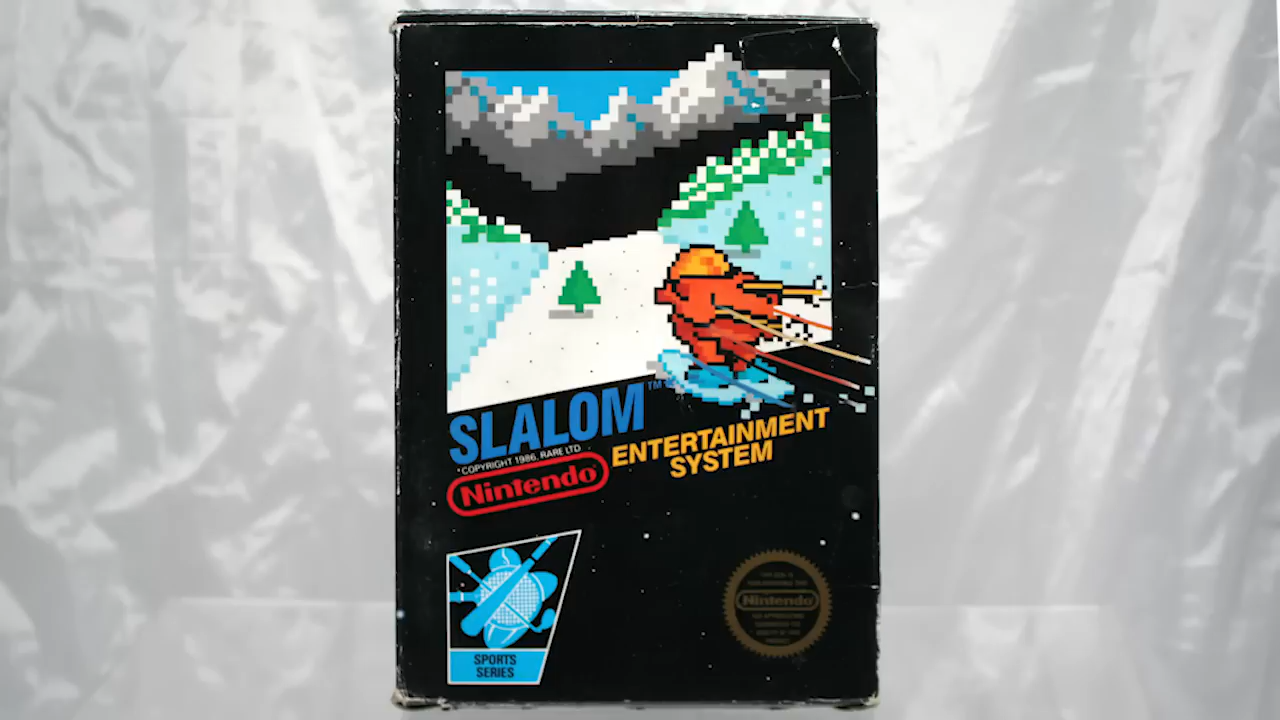 SLALOM™
*COPYRIGHT 1986, RARE LTD.
Nintendo®
ENTERTAINMENT
SYSTEM
SPORTS
SERIES
Nintendo